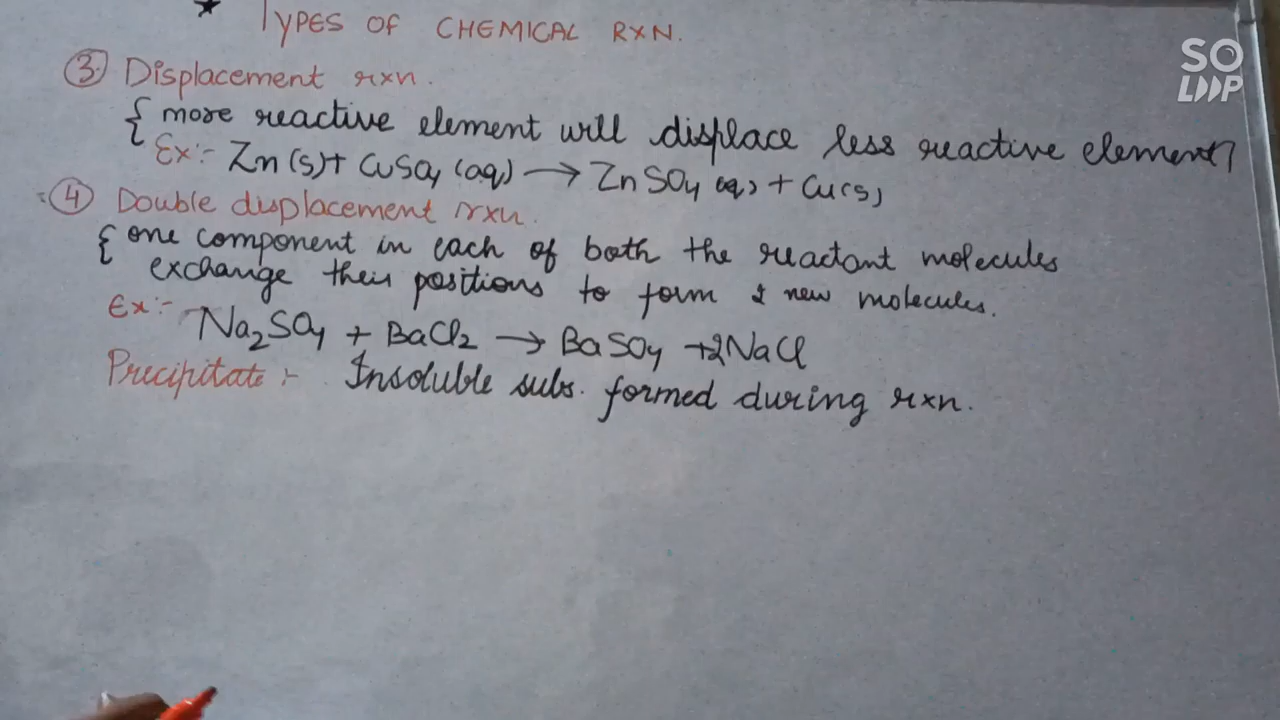 ★ TYPES OF CHEMICAL RXN.
SO
LOOP
③ Displacement rxn.
{ more reactive element will displace less reactive element
Ex:- Zn(s) + CuSO4 (aq) → ZnSO4 (aq) + Cu(s)
④ Double displacement rxn.
{ one component in each of both the reactant molecules
exchange their positions to form 2 new molecules.
Ex:- Na2SO4 + BaCl2 → BaSO4 + 2NaCl
Precipitate :- Insoluble subs. formed during rxn.